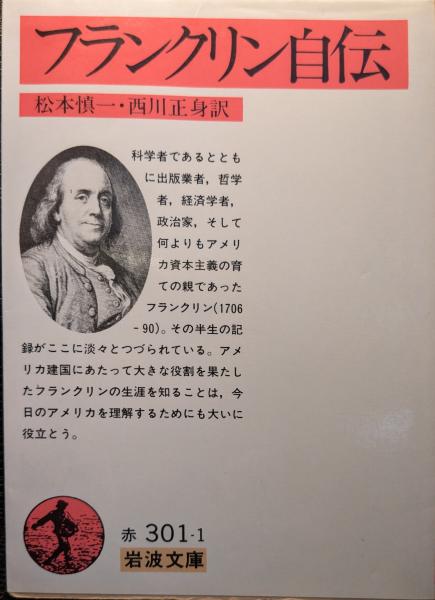 フランクリン自伝
松本慎一・西川正身訳
科学者であるととも
に出版業者，哲学
者，経済学者，
政治家，そして
何よりもアメリ
カ資本主義の育
ての親であった
フランクリン(1706
-90)。その半生の記
録がここに淡々とつづられている。アメ
リカ建国にあたって大きな役割を果たし
たフランクリンの生涯を知ることは，今
日のアメリカを理解するためにも大いに
役立とう。
赤 301-1
岩波文庫